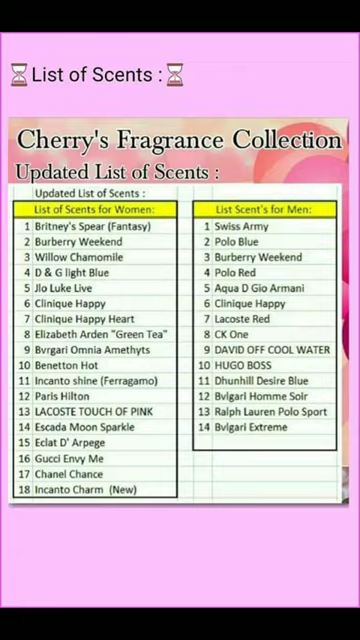 ⏳List of Scents :⏳
Cherry's Fragrance Collection
Updated List of Scents :
Updated List of Scents :
List of Scents for Women:
1 Britney's Spear (Fantasy)
2 Burberry Weekend
3 Willow Chamomile
4 D & G light Blue
5 Jlo Luke Live
6 Clinique Happy
7 Clinique Happy Heart
8 Elizabeth Arden "Green Tea"
9 Bvrgari Omnia Amethyts
10 Benetton Hot
11 Incanto shine (Ferragamo)
12 Paris Hilton
13 LACOSTE TOUCH OF PINK
14 Escada Moon Sparkle
15 Eclat D' Arpege
16 Gucci Envy Me
17 Chanel Chance
18 Incanto Charm (New)
List Scent's for Men:
1 Swiss Army
2 Polo Blue
3 Burberry Weekend
4 Polo Red
5 Aqua D Gio Armani
6 Clinique Happy
7 Lacoste Red
8 CK One
9 DAVID OFF COOL WATER
10 HUGO BOSS
11 Dhunhill Desire Blue
12 Bvlgari Homme Soir
13 Ralph Lauren Polo Sport
14 Bvlgari Extreme